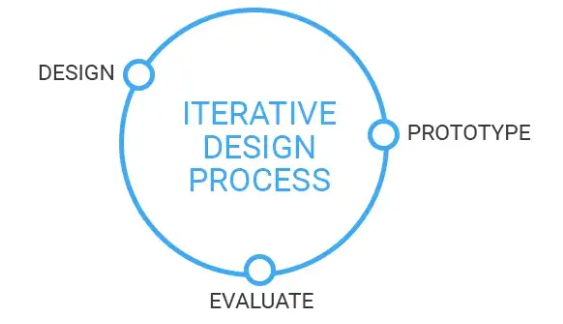 DESIGN
ITERATIVE
DESIGN
PROCESS
PROTOTYPE
EVALUATE